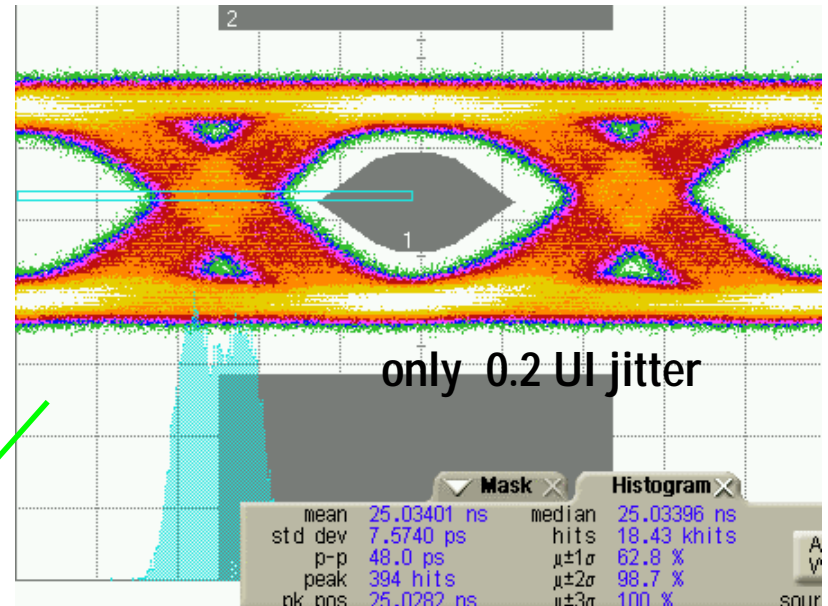 2
1
only 0.2 UI jitter
Mask Histogram
mean 25.03401 ns median 25.03396 ns
std dev 7.5740 ps hits 18.43 khits
p-p 48.0 ps µ±1σ 62.8 %
peak 394 hits µ±2σ 98.7 %
pk pos 25.0282 ns µ±3σ 100 %